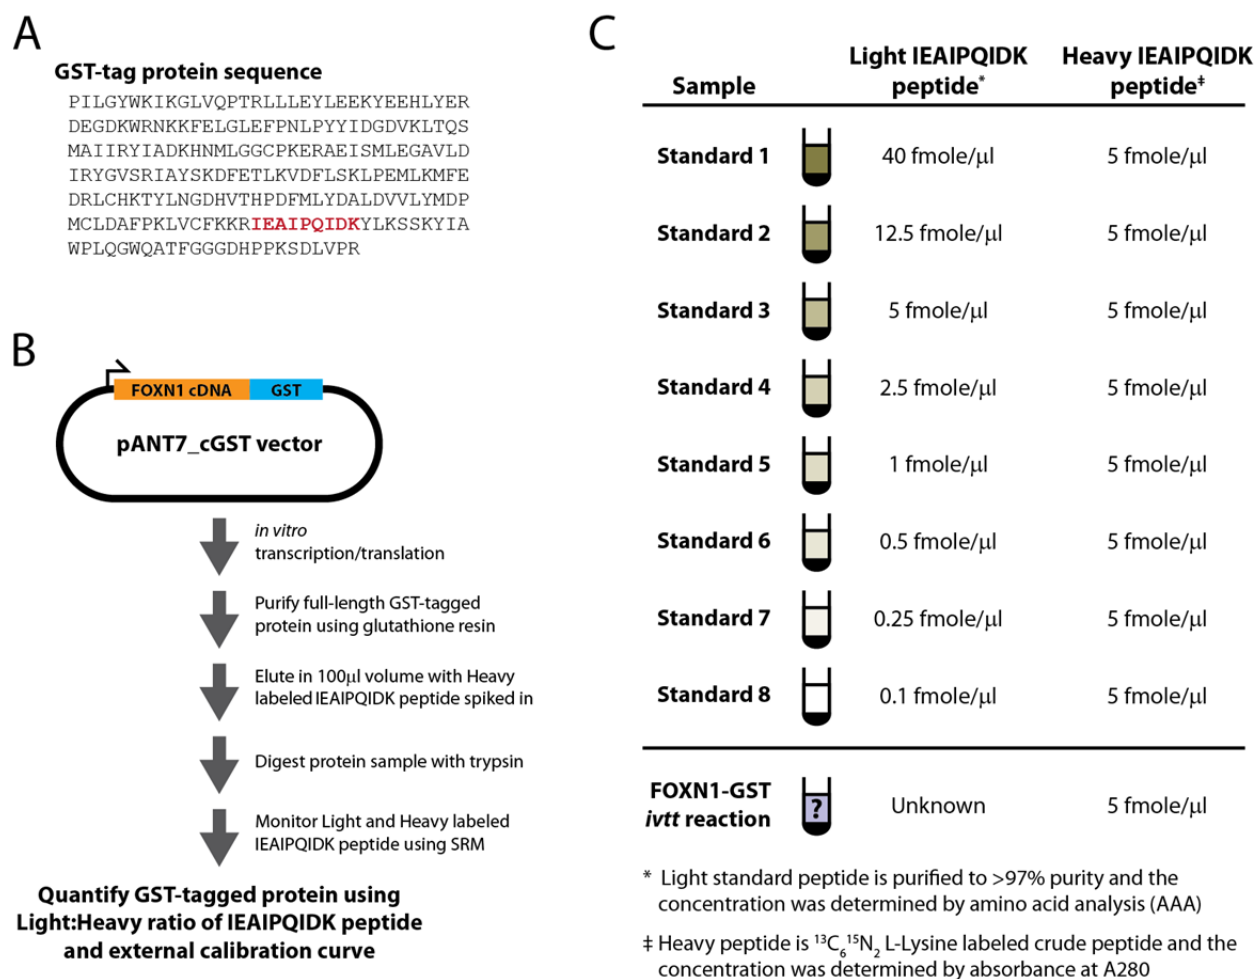 A
GST-tag protein sequence
PILGYWKIKGLVQPTRLLLEYLEEKYEEHLYER
DEGDKWRNKKFELGLEFPNLPYYIDGDVKLTQS
MAIIRYIADKHNMLGGCPKERAEISMLEGAVLD
IRYGVSRIAYSKDFETLKVDFLSKLPEMLKMFE
DRLCHKTYLNGDHVTHPDFMLYDALDVVLYMDP
MCLDAFPKLVCFKKRIEAIPQIDKYLKSSKYIA
WPLQGWQATFGGGDHPPKSDLVPR
B
FOXN1 cDNA GST
pANT7_cGST vector
in vitro
transcription/translation
Purify full-length GST-tagged
protein using glutathione resin
Elute in 100μl volume with Heavy
labeled IEAIPQIDK peptide spiked in
Digest protein sample with trypsin
Monitor Light and Heavy labeled
IEAIPQIDK peptide using SRM
Quantify GST-tagged protein using
Light:Heavy ratio of IEAIPQIDK peptide
and external calibration curve
C
Light IEAIPQIDK Heavy IEAIPQIDK
Sample peptide* peptide‡
Standard 1 40 fmole/μl 5 fmole/μl
Standard 2 12.5 fmole/μl 5 fmole/μl
Standard 3 5 fmole/μl 5 fmole/μl
Standard 4 2.5 fmole/μl 5 fmole/μl
Standard 5 1 fmole/μl 5 fmole/μl
Standard 6 0.5 fmole/μl 5 fmole/μl
Standard 7 0.25 fmole/μl 5 fmole/μl
Standard 8 0.1 fmole/μl 5 fmole/μl
FOXN1-GST
ivtt reaction ? Unknown 5 fmole/μl
* Light standard peptide is purified to >97% purity and the
concentration was determined by amino acid analysis (AAA)
‡ Heavy peptide is ¹³C₆¹⁵N₂ L-Lysine labeled crude peptide and the
concentration was determined by absorbance at A280